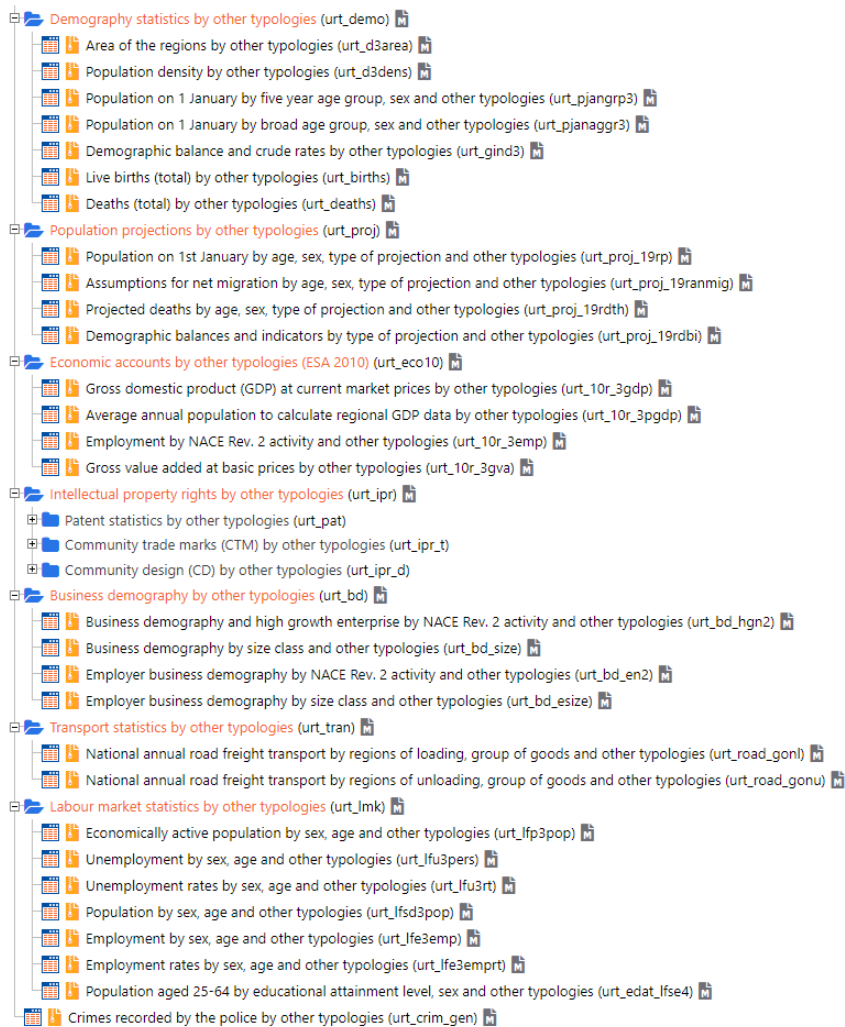 Demography statistics by other typologies (urt_demo) M
Area of the regions by other typologies (urt_d3area) M
Population density by other typologies (urt_d3dens) M
Population on 1 January by five year age group, sex and other typologies (urt_pjangrp3) M
Population on 1 January by broad age group, sex and other typologies (urt_pjanaggr3) M
Demographic balance and crude rates by other typologies (urt_gind3) M
Live births (total) by other typologies (urt_births) M
Deaths (total) by other typologies (urt_deaths) M
Population projections by other typologies (urt_proj) M
Population on 1st January by age, sex, type of projection and other typologies (urt_proj_19rp) M
Assumptions for net migration by age, sex, type of projection and other typologies (urt_proj_19ranmig) M
Projected deaths by age, sex, type of projection and other typologies (urt_proj_19rdth) M
Demographic balances and indicators by type of projection and other typologies (urt_proj_19rdbi) M
Economic accounts by other typologies (ESA 2010) (urt_eco10) M
Gross domestic product (GDP) at current market prices by other typologies (urt_10r_3gdp) M
Average annual population to calculate regional GDP data by other typologies (urt_10r_3pgdp) M
Employment by NACE Rev. 2 activity and other typologies (urt_10r_3emp) M
Gross value added at basic prices by other typologies (urt_10r_3gva) M
Intellectual property rights by other typologies (urt_ipr) M
Patent statistics by other typologies (urt_pat)
Community trade marks (CTM) by other typologies (urt_ipr_t)
Community design (CD) by other typologies (urt_ipr_d)
Business demography by other typologies (urt_bd) M
Business demography and high growth enterprise by NACE Rev. 2 activity and other typologies (urt_bd_hgn2) M
Business demography by size class and other typologies (urt_bd_size) M
Employer business demography by NACE Rev. 2 activity and other typologies (urt_bd_en2) M
Employer business demography by size class and other typologies (urt_bd_esize) M
Transport statistics by other typologies (urt_tran) M
National annual road freight transport by regions of loading, group of goods and other typologies (urt_road_gonl) M
National annual road freight transport by regions of unloading, group of goods and other typologies (urt_road_gonu) M
Labour market statistics by other typologies (urt_lmk) M
Economically active population by sex, age and other typologies (urt_lfp3pop) M
Unemployment by sex, age and other typologies (urt_lfu3pers) M
Unemployment rates by sex, age and other typologies (urt_lfu3rt) M
Population by sex, age and other typologies (urt_lfsd3pop) M
Employment by sex, age and other typologies (urt_lfe3emp) M
Employment rates by sex, age and other typologies (urt_lfe3emprt) M
Population aged 25-64 by educational attainment level, sex and other typologies (urt_edat_lfse4) M
Crimes recorded by the police by other typologies (urt_crim_gen) M